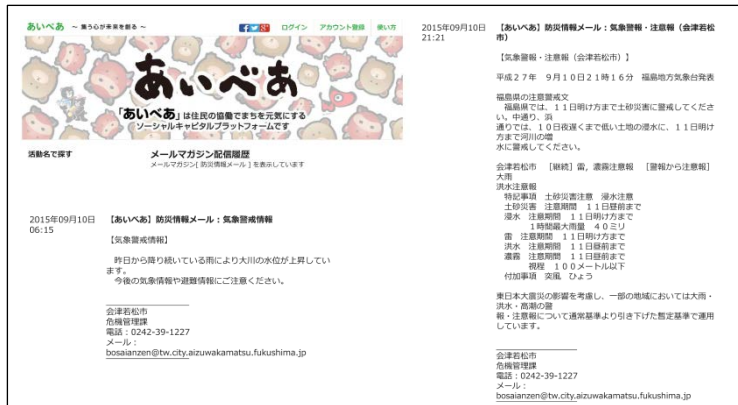 あいべあ ～ 集う心が未来を創る ～
ログイン アカウント登録 使い方
あいべあ
「あいべあ」は住民の協働でまちを元気にする
ソーシャルキャピタルプラットフォームです
活動名で探す
メールマガジン配信履歴
メールマガジン[ 防災情報メール ] を表示しています
2015年09月10日
06:15
【あいべあ】防災情報メール：気象警戒情報
【気象警戒情報】
昨日から降り続いている雨により大川の水位が上昇してい
ます。
今後の気象情報や避難情報にご注意ください。
会津若松市
危機管理課
電話：0242-39-1227
メール：
bosaianzen@tw.city.aizuwakamatsu.fukushima.jp
2015年09月10日
21:21
【あいべあ】防災情報メール：気象警報・注意報（会津若松
市）
【気象警報・注意報（会津若松市）】
平成２７年　９月１０日２１時１６分　福島地方気象台発表
福島県の注意警戒文
福島県では、１１日明け方まで土砂災害に警戒してくださ
い。中通り、浜
通りでは、１０日夜遅くまで低い土地の浸水に、１１日明け
方まで河川の増
水に警戒してください。
会津若松市　［継続］雷，濃霧注意報　［警報から注意報］
大雨
洪水注意報
特記事項　土砂災害注意　浸水注意
土砂災害　注意期間　１１日昼前まで
浸水　注意期間　１１日明け方まで
１時間最大雨量　４０ミリ
雷　注意期間　１１日明け方まで
洪水　注意期間　１１日昼前まで
濃霧　注意期間　１１日昼前まで
視程　１００メートル以下
付加事項　突風　ひょう
東日本大震災の影響を考慮し、一部の地域においては大雨・
洪水・高潮の警
報・注意報について通常基準より引き下げた暫定基準で運用
しています。
会津若松市
危機管理課
電話：0242-39-1227
メール：
bosaianzen@tw.city.aizuwakamatsu.fukushima.jp